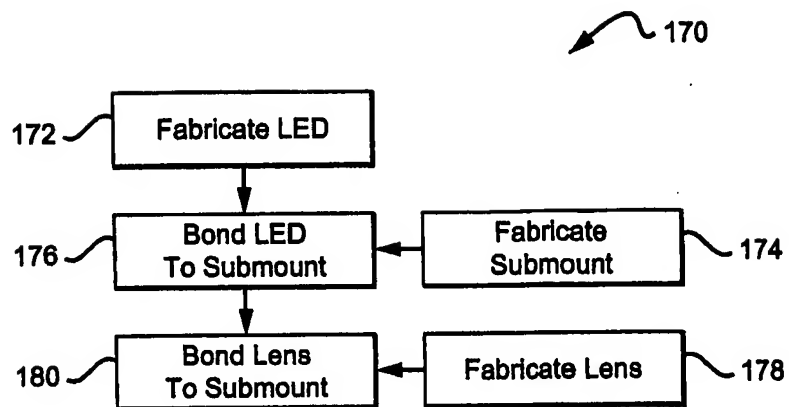 170
172
Fabricate LED
176
Bond LED
To Submount
Fabricate
Submount
174
180
Bond Lens
To Submount
Fabricate Lens
178